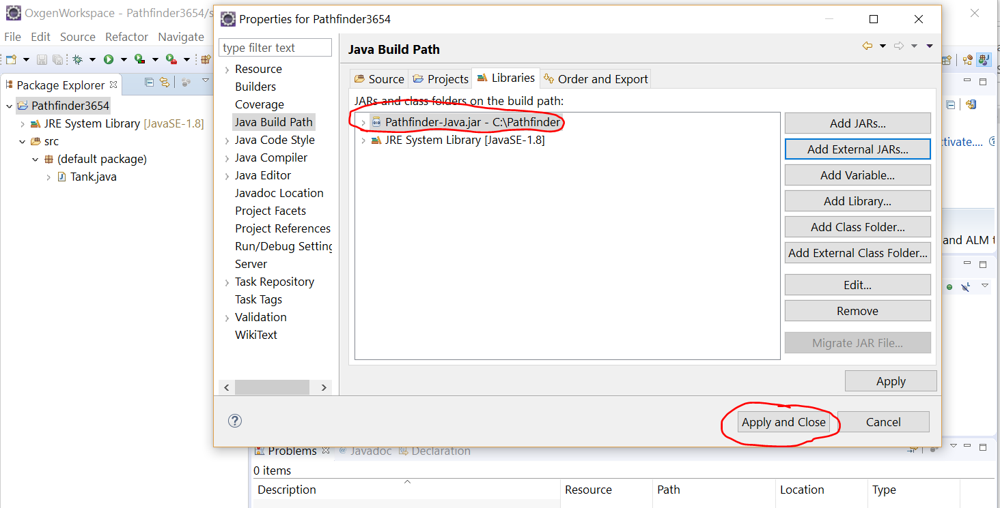 OxgenWorkspace - Pathfinder3654/s
File Edit Source Refactor Navigate
Package Explorer
Pathfinder3654
JRE System Library [JavaSE-1.8]
src
(default package)
Tank.java
Properties for Pathfinder3654
type filter text
Resource
Builders
Coverage
Java Build Path
Java Code Style
Java Compiler
Java Editor
Javadoc Location
Project Facets
Project References
Run/Debug Setting
Server
Task Repository
Task Tags
Validation
WikiText
Java Build Path
Source Projects Libraries Order and Export
JARs and class folders on the build path:
Pathfinder-Java.jar - C:\Pathfinder
JRE System Library [JavaSE-1.8]
Add JARs...
Add External JARs...
Add Variable...
Add Library...
Add Class Folder...
Add External Class Folder...
Edit...
Remove
Migrate JAR File...
Apply
Apply and Close Cancel
ctivate....
and ALM t
Problems @ Javadoc Declaration
0 items
Description Resource Path Location Type